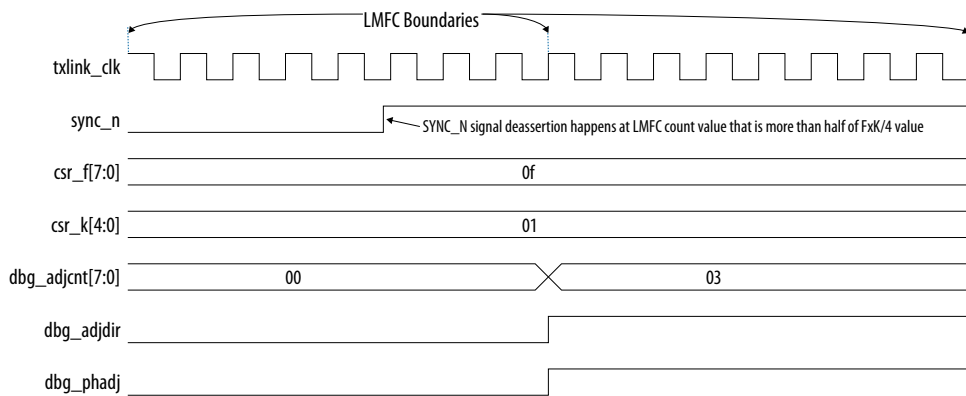 LMFC Boundaries
txlink_clk
sync_n
SYNC_N signal deassertion happens at LMFC count value that is more than half of FxK/4 value
csr_f[7:0]
0f
csr_k[4:0]
01
dbg_adjcnt[7:0]
00
03
dbg_adjdir
dbg_phadj